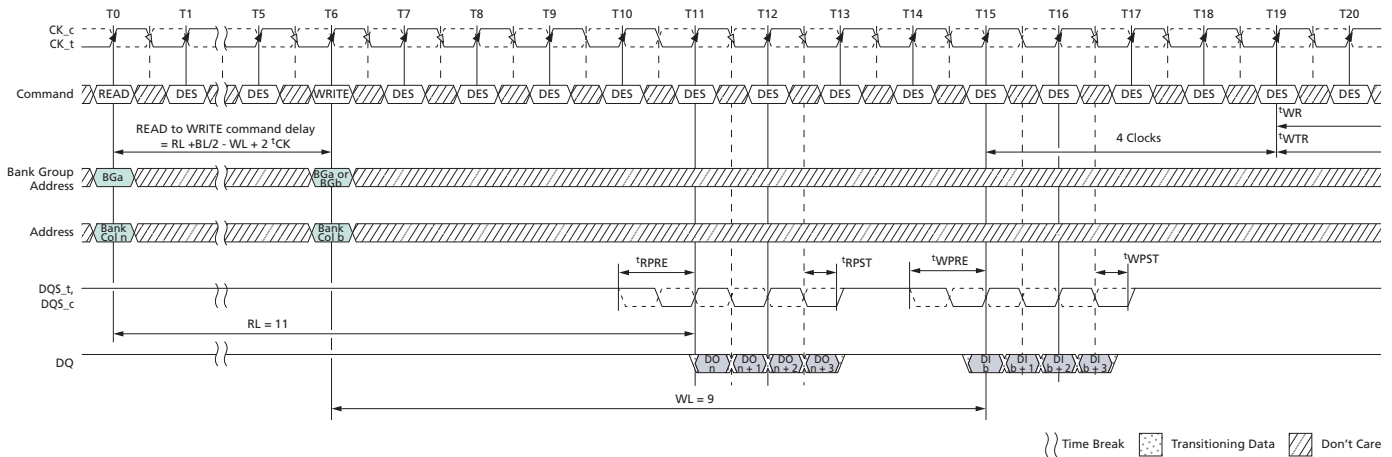 T0 T1 T5 T6 T7 T8 T9 T10 T11 T12 T13 T14 T15 T16 T17 T18 T19 T20
CK_c
CK_t
Command READ DES DES WRITE DES DES DES DES DES DES DES DES DES DES DES DES DES DES
tWR
READ to WRITE command delay
= RL +BL/2 - WL + 2 tCK
4 Clocks
tWTR
Bank Group
Address
BGa
BGa or
BGb
Address
Bank
Col n
Bank
Col b
tRPRE tRPST tWPRE tWPST
DQS_t,
DQS_c
RL = 11
DQ
DO
n
DO
n + 1
DO
n + 2
DO
n + 3
DI
b
DI
b + 1
DI
b + 2
DI
b + 3
WL = 9
Time Break Transitioning Data Don't Care